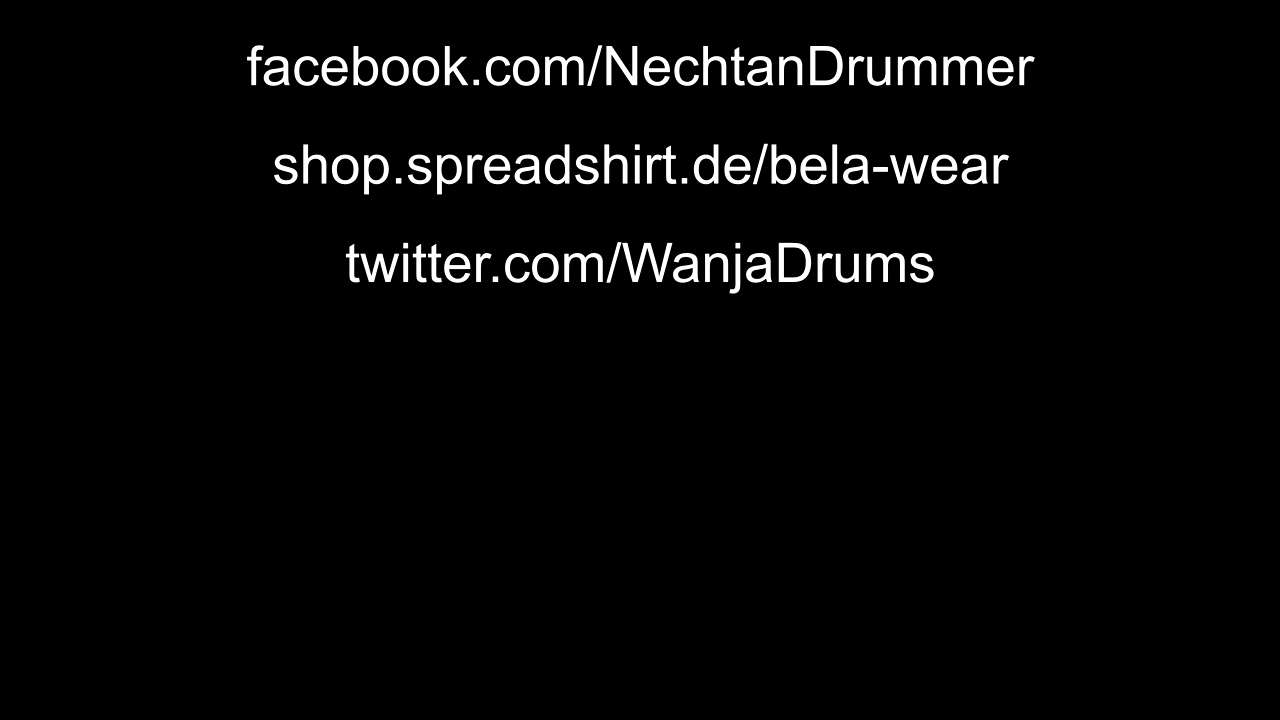 facebook.com/NechtanDrummer
shop.spreadshirt.de/bela-wear
twitter.com/WanjaDrums